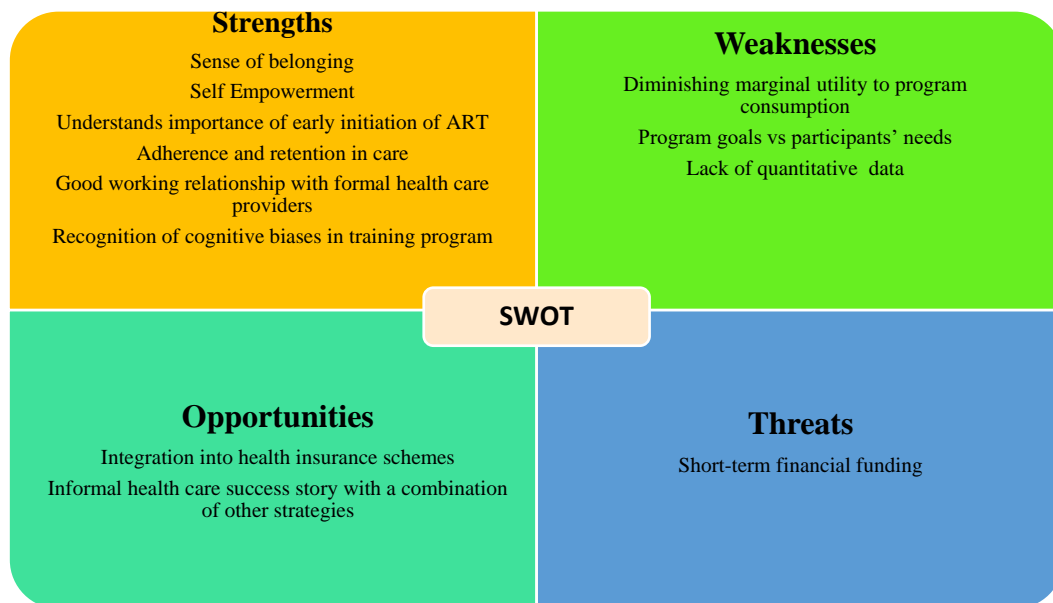 Strengths
Sense of belonging
Self Empowerment
Understands importance of early initiation of ART
Adherence and retention in care
Good working relationship with formal health care
providers
Recognition of cognitive biases in training program
Weaknesses
Diminishing marginal utility to program
consumption
Program goals vs participants’ needs
Lack of quantitative data
SWOT
Opportunities
Integration into health insurance schemes
Informal health care success story with a combination
of other strategies
Threats
Short-term financial funding